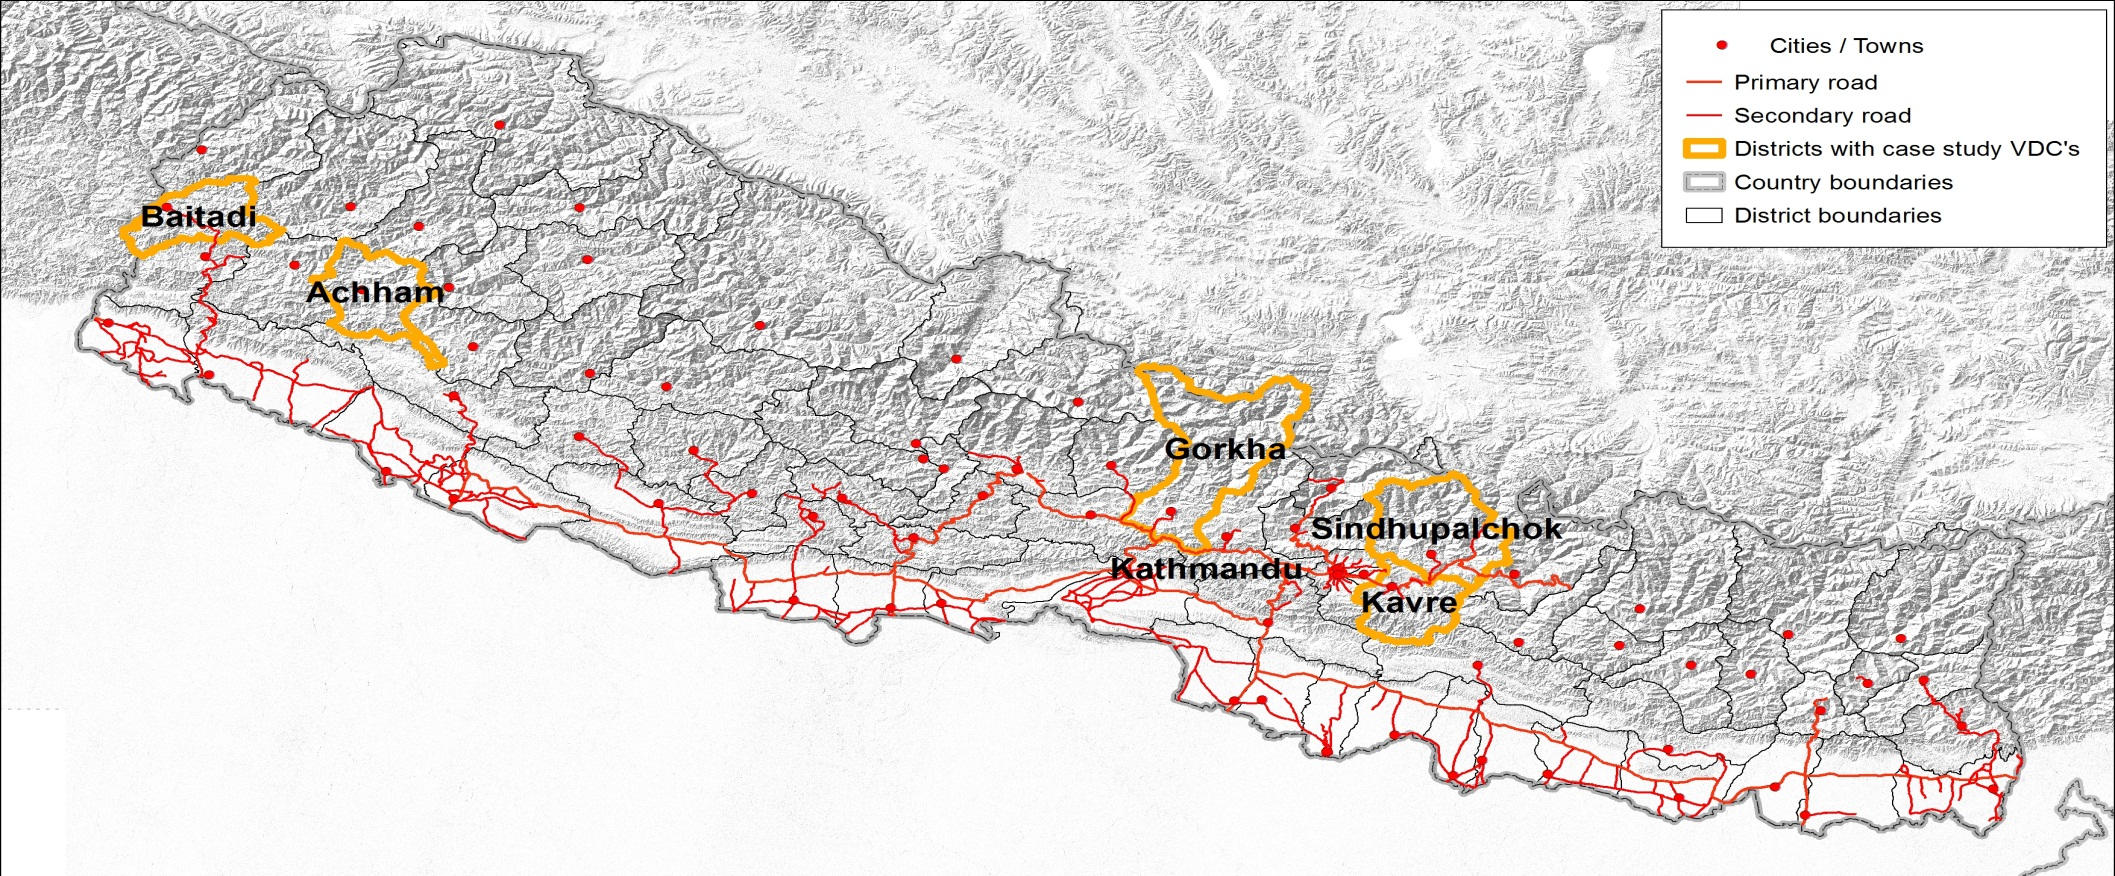 Cities / Towns
Primary road
Secondary road
Districts with case study VDC's
Country boundaries
District boundaries
Baitadi
Achham
Gorkha
Sindhupalchok
Kathmandu
Kavre